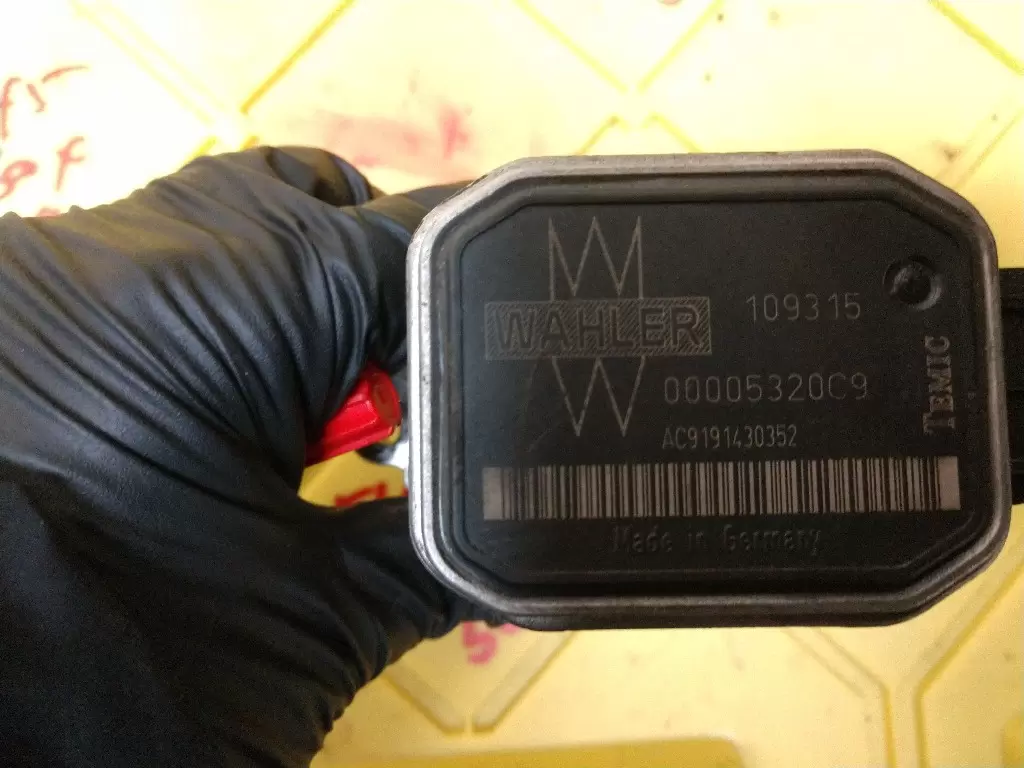 WAHLER
109315
00005320C9
AC9191430352
TEMIC
Made in Germany